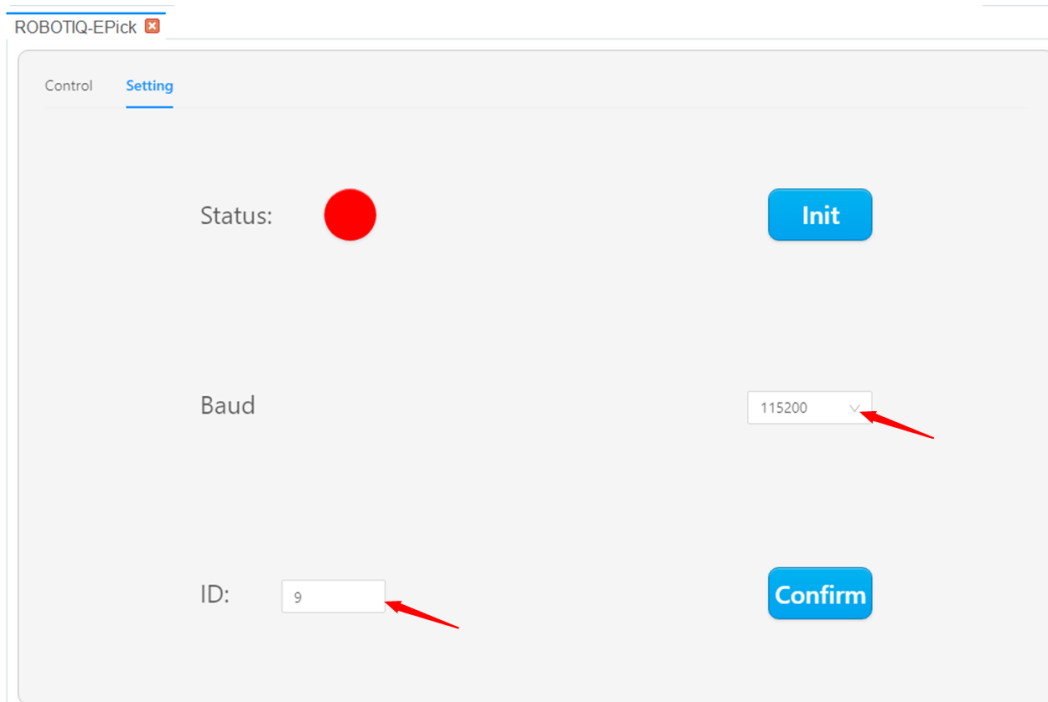 ROBOTIQ-EPick
Control Setting
Status: Init
Baud 115200
ID: 9 Confirm